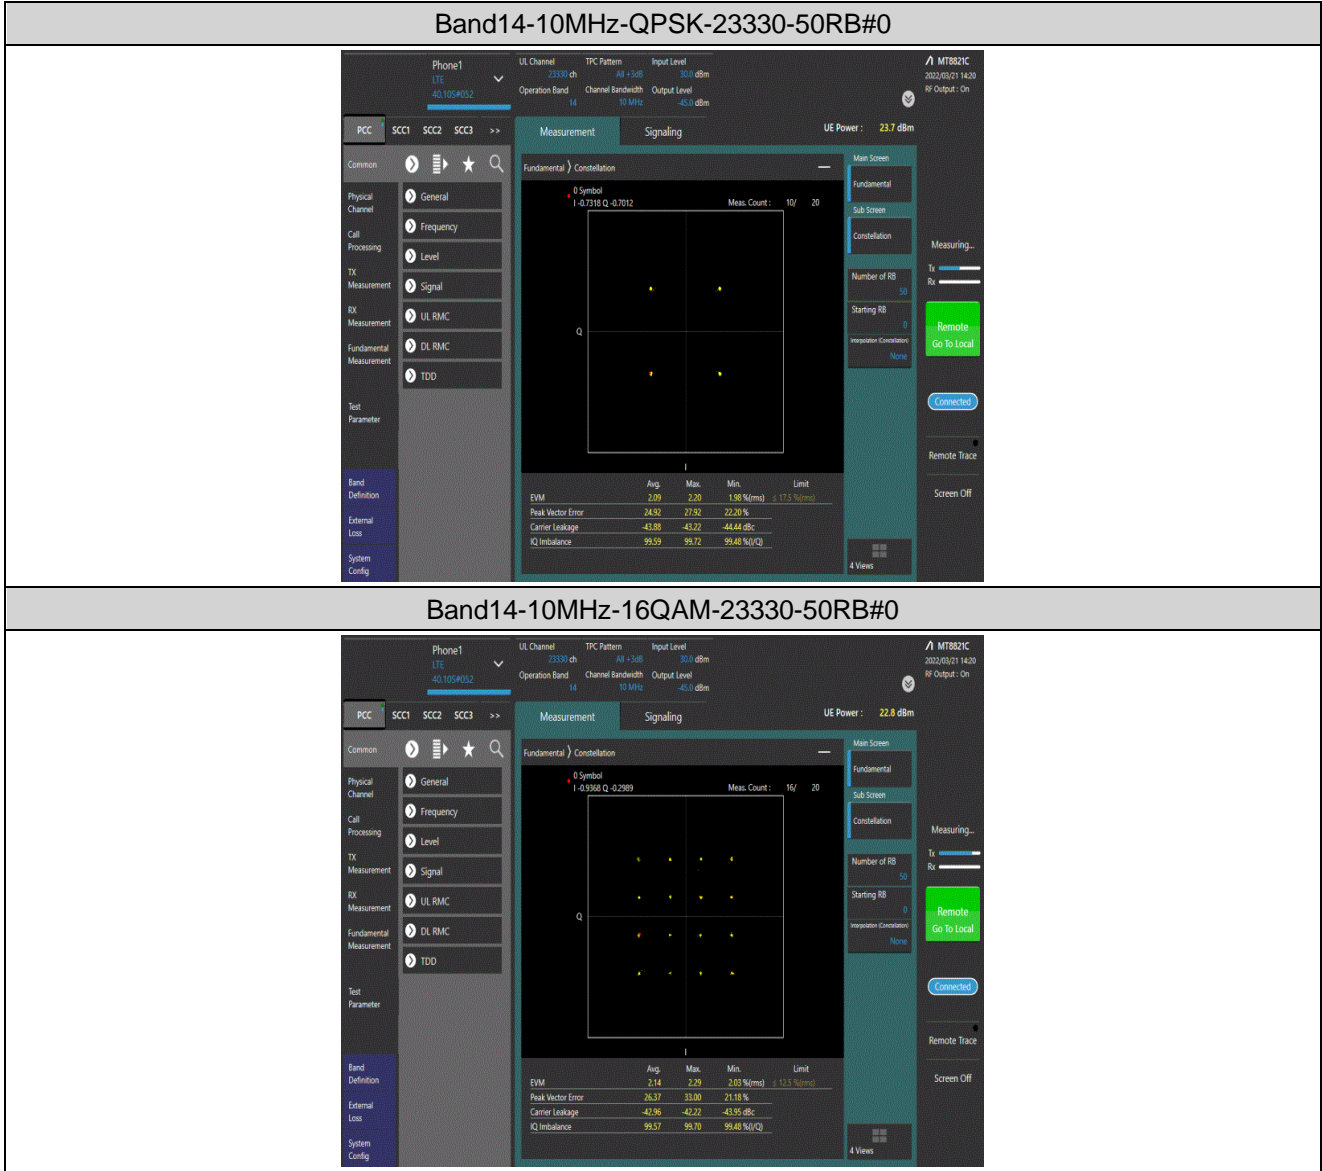 Band14-10MHz-QPSK-23330-50RB#0
Phone1
LTE
40.105#052
UL Channel TPC Pattern Input Level
23330 ch All +3dB 30.0 dBm
Operation Band Channel Bandwidth Output Level
14 10 MHz -45.0 dBm
MT8821C
2022/03/21 14:20
RF Output : On
PCC SCC1 SCC2 SCC3 >>
Measurement Signaling
UE Power : 23.7 dBm
Common
Physical
Channel
Call
Processing
TX
Measurement
RX
Measurement
Fundamental
Measurement
Test
Parameter
Band
Definition
External
Loss
System
Config
General
Frequency
Level
Signal
UL RMC
DL RMC
TDD
Fundamental Constellation
0 Symbol
I -0.7318 Q -0.7012 Meas. Count : 10/ 20
Q
I
Avg. Max. Min. Limit
EVM 2.09 2.20 1.98 %(rms) ≤ 17.5 %(rms)
Peak Vector Error 24.92 27.92 22.20 %
Carrier Leakage -43.88 -43.22 -44.44 dBc
IQ Imbalance 99.59 99.72 99.48 %(I/Q)
Main Screen
Fundamental
Sub Screen
Constellation
Number of RB
50
Starting RB
0
Interpolation (Constellation)
None
4 Views
Measuring...
Tx
Rx
Remote
Go To Local
Connected
Remote Trace
Screen Off
Band14-10MHz-16QAM-23330-50RB#0
Phone1
LTE
40.105#052
UL Channel TPC Pattern Input Level
23330 ch All +3dB 30.0 dBm
Operation Band Channel Bandwidth Output Level
14 10 MHz -45.0 dBm
MT8821C
2022/03/21 14:20
RF Output : On
PCC SCC1 SCC2 SCC3 >>
Measurement Signaling
UE Power : 22.8 dBm
Common
Physical
Channel
Call
Processing
TX
Measurement
RX
Measurement
Fundamental
Measurement
Test
Parameter
Band
Definition
External
Loss
System
Config
General
Frequency
Level
Signal
UL RMC
DL RMC
TDD
Fundamental Constellation
0 Symbol
I -0.9368 Q -0.2989 Meas. Count : 16/ 20
Q
I
Avg. Max. Min. Limit
EVM 2.14 2.29 2.03 %(rms) ≤ 12.5 %(rms)
Peak Vector Error 26.37 33.00 21.18 %
Carrier Leakage -42.96 -42.22 -43.95 dBc
IQ Imbalance 99.57 99.70 99.48 %(I/Q)
Main Screen
Fundamental
Sub Screen
Constellation
Number of RB
50
Starting RB
0
Interpolation (Constellation)
None
4 Views
Measuring...
Tx
Rx
Remote
Go To Local
Connected
Remote Trace
Screen Off